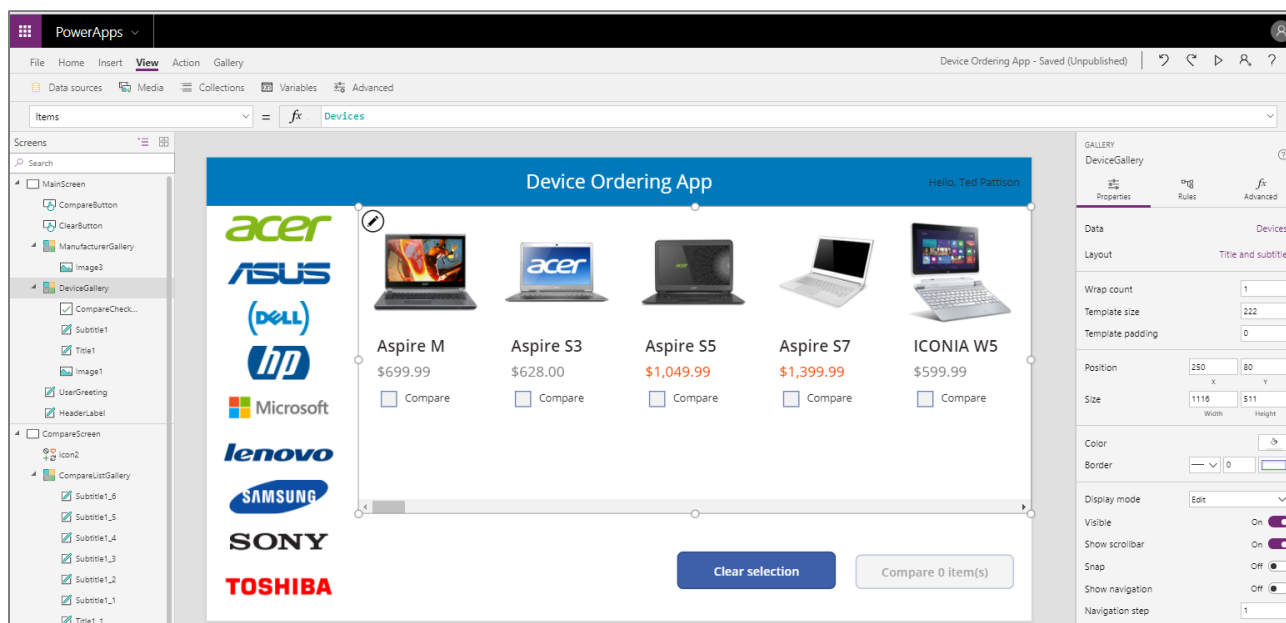 PowerApps
File Home Insert View Action Gallery
Device Ordering App - Saved (Unpublished)
Data sources Media Collections Variables Advanced
Items = fx Devices
Screens
Search
MainScreen
CompareButton
ClearButton
ManufacturerGallery
Image3
DeviceGallery
CompareCheck...
Subtitle1
Title1
Image1
UserGreeting
HeaderLabel
CompareScreen
icon2
CompareListGallery
Subtitle1_6
Subtitle1_5
Subtitle1_4
Subtitle1_3
Subtitle1_2
Subtitle1_1
Title1_1
Device Ordering App
Hello, Ted Pattison
acer
ASUS
DELL
hp
Microsoft
lenovo
SAMSUNG
SONY
TOSHIBA
acer
Aspire M Aspire S3 Aspire S5 Aspire S7 ICONIA W5
$699.99 $628.00 $1,049.99 $1,399.99 $599.99
Compare Compare Compare Compare Compare
Clear selection Compare 0 item(s)
GALLERY
DeviceGallery
?
Properties Rules fx Advanced
Data Devices
Layout Title and subtitle
Wrap count 1
Template size 222
Template padding 0
Position 250 80
X Y
Size 1116 511
Width Height
Color
Border 0
Display mode Edit
Visible On
Show scrollbar On
Snap Off
Show navigation Off
Navigation step 1